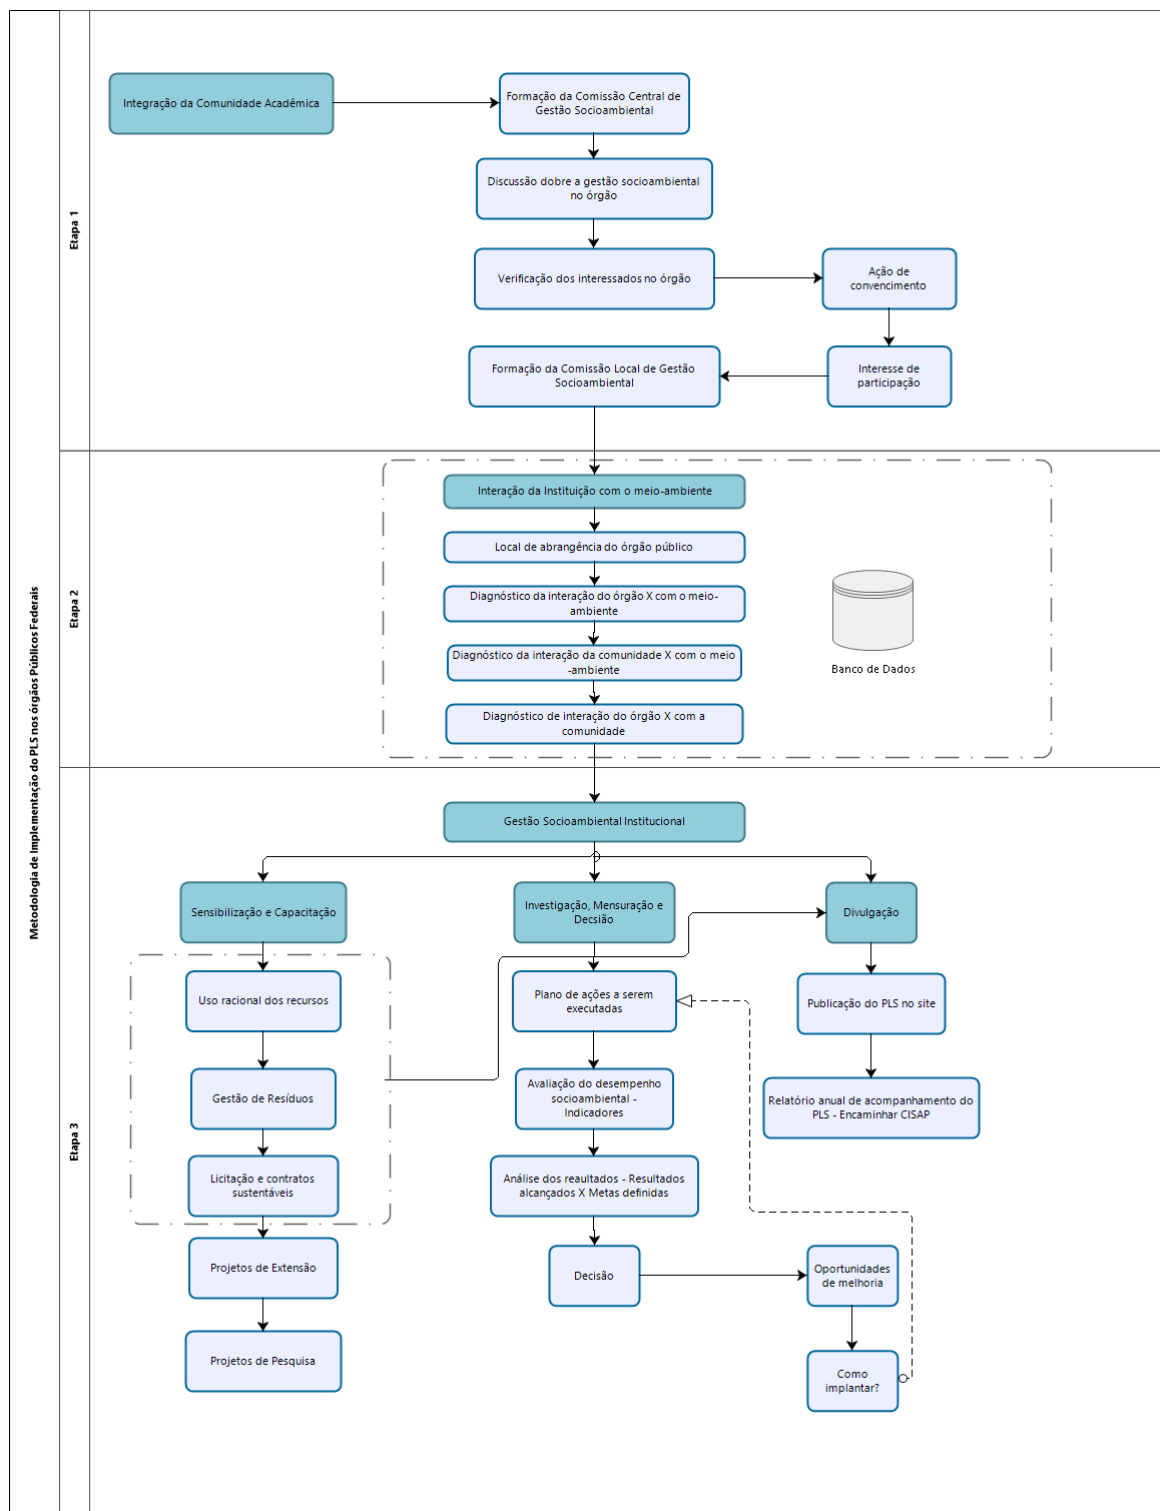 Metodologia de Implementação do PLS nos órgãos Públicos Federais
Etapa 1
Integração da Comunidade Acadêmica
Formação da Comissão Central de
Gestão Socioambiental
Discussão dobre a gestão socioambiental
no órgão
Verificação dos interessados no órgão
Ação de
convencimento
Formação da Comissão Local de Gestão
Socioambiental
Interesse de
participação
Etapa 2
Interação da Instituição com o meio-ambiente
Local de abrangência do órgão público
Diagnóstico da interação do órgão X com o meio-
ambiente
Diagnóstico da interação da comunidade X com o meio
-ambiente
Diagnóstico de interação do órgão X com a
comunidade
Banco de Dados
Etapa 3
Gestão Socioambiental Institucional
Sensibilização e Capacitação
Investigação, Mensuração e
Decsião
Divulgação
Uso racional dos recursos
Plano de ações a serem
executadas
Publicação do PLS no site
Gestão de Resíduos
Avaliação do desempenho
socioambiental -
Indicadores
Relatório anual de acompanhamento do
PLS - Encaminhar CISAP
Licitação e contratos
sustentáveis
Análise dos reaultados - Resultados
alcançados X Metas definidas
Projetos de Extensão
Decisão
Oportunidades
de melhoria
Projetos de Pesquisa
Como
implantar?